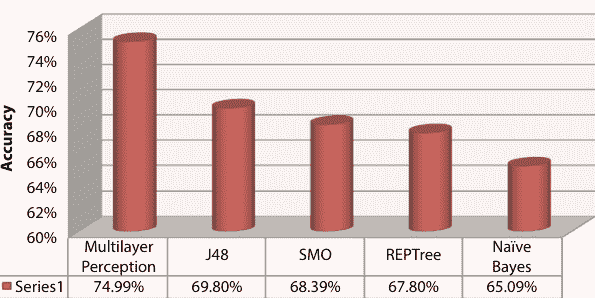 76%
74%
72%
70%
68%
66%
64%
62%
60%
Accuracy
Multilayer
Perception
J48
SMO
REPTree
Naïve
Bayes
Series1 74.99% 69.80% 68.39% 67.80% 65.09%